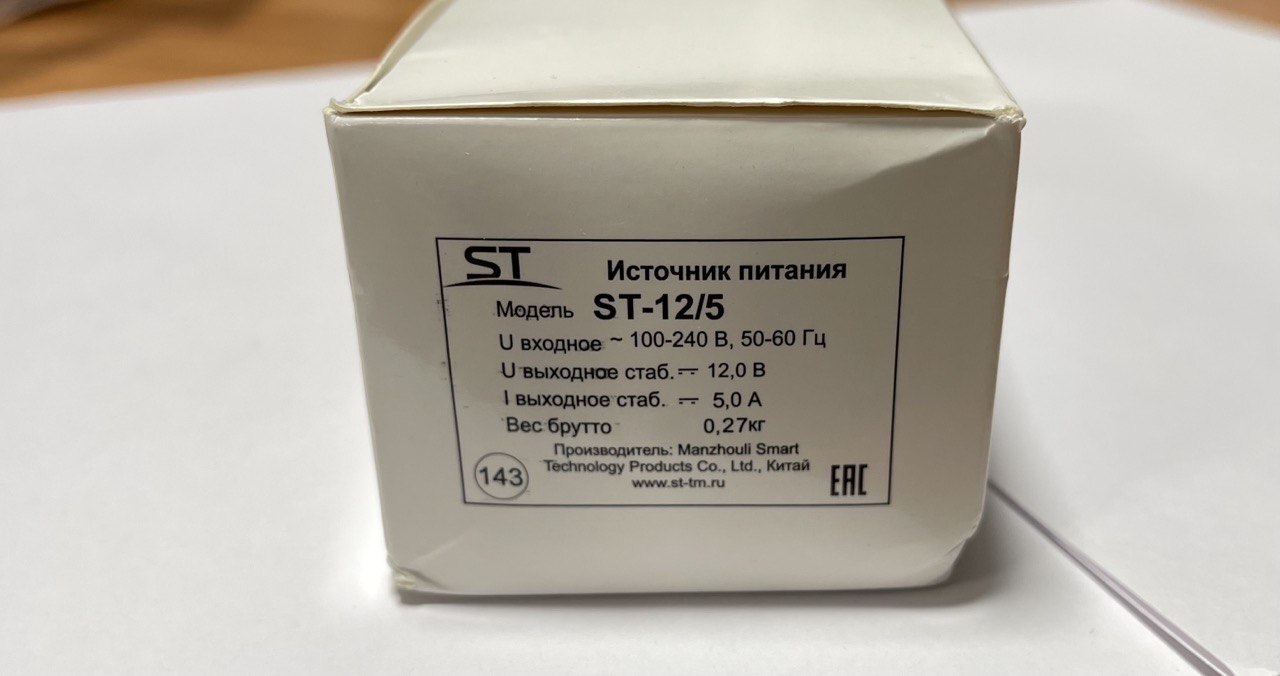 ST
Источник питания
Модель ST-12/5
U входное ~ 100-240 В, 50-60 Гц
U выходное стаб. ⎓ 12,0 В
I выходное стаб. ⎓ 5,0 А
Вес брутто 0,27кг
Производитель: Manzhouli Smart
Technology Products Co., Ltd., Китай
www.st-tm.ru
143
EAC